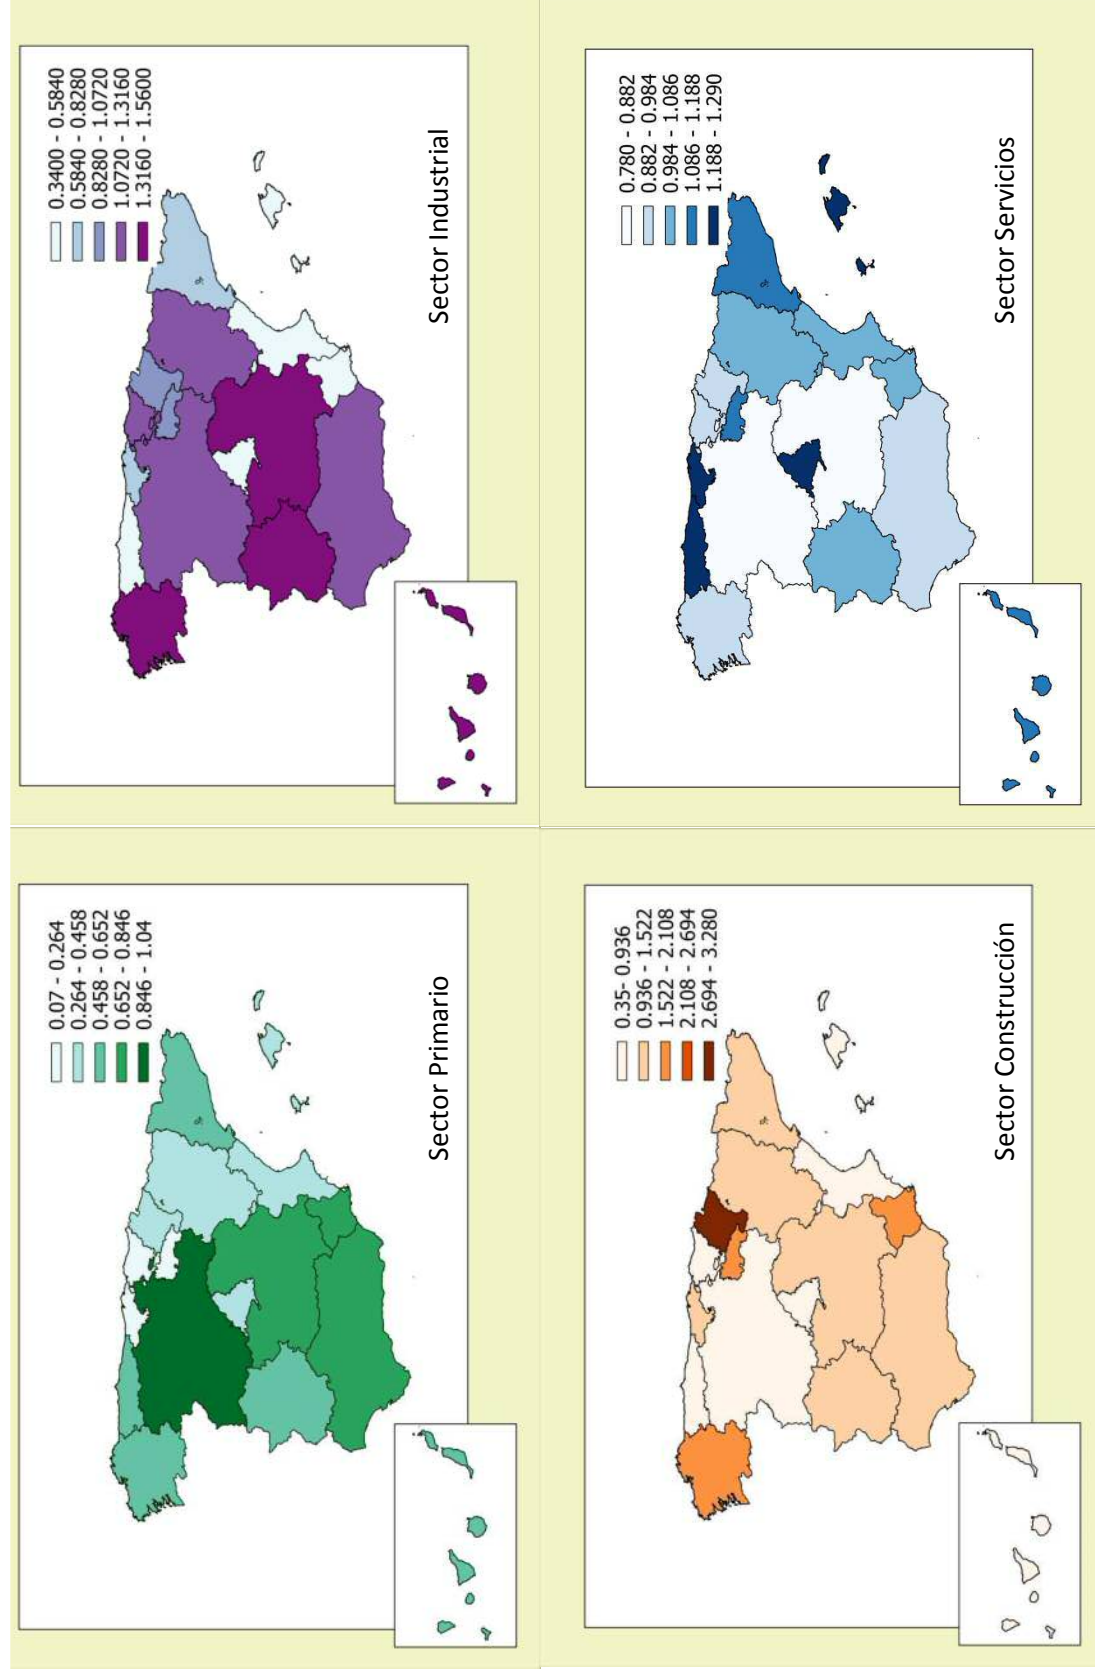 0.07 - 0.264
0.264 - 0.458
0.458 - 0.652
0.652 - 0.846
0.846 - 1.04
Sector Primario
0.3400 - 0.5840
0.5840 - 0.8280
0.8280 - 1.0720
1.0720 - 1.3160
1.3160 - 1.5600
Sector Industrial
0.35- 0.936
0.936 - 1.522
1.522 - 2.108
2.108 - 2.694
2.694 - 3.280
Sector Construcción
0.780 - 0.882
0.882 - 0.984
0.984 - 1.086
1.086 - 1.188
1.188 - 1.290
Sector Servicios